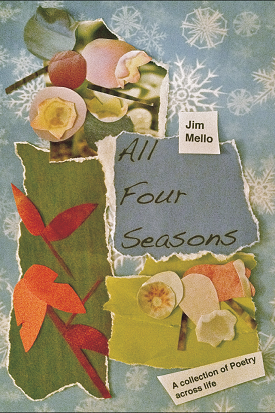 Jim
Mello
All
Four
Seasons
A collection of Poetry
across life